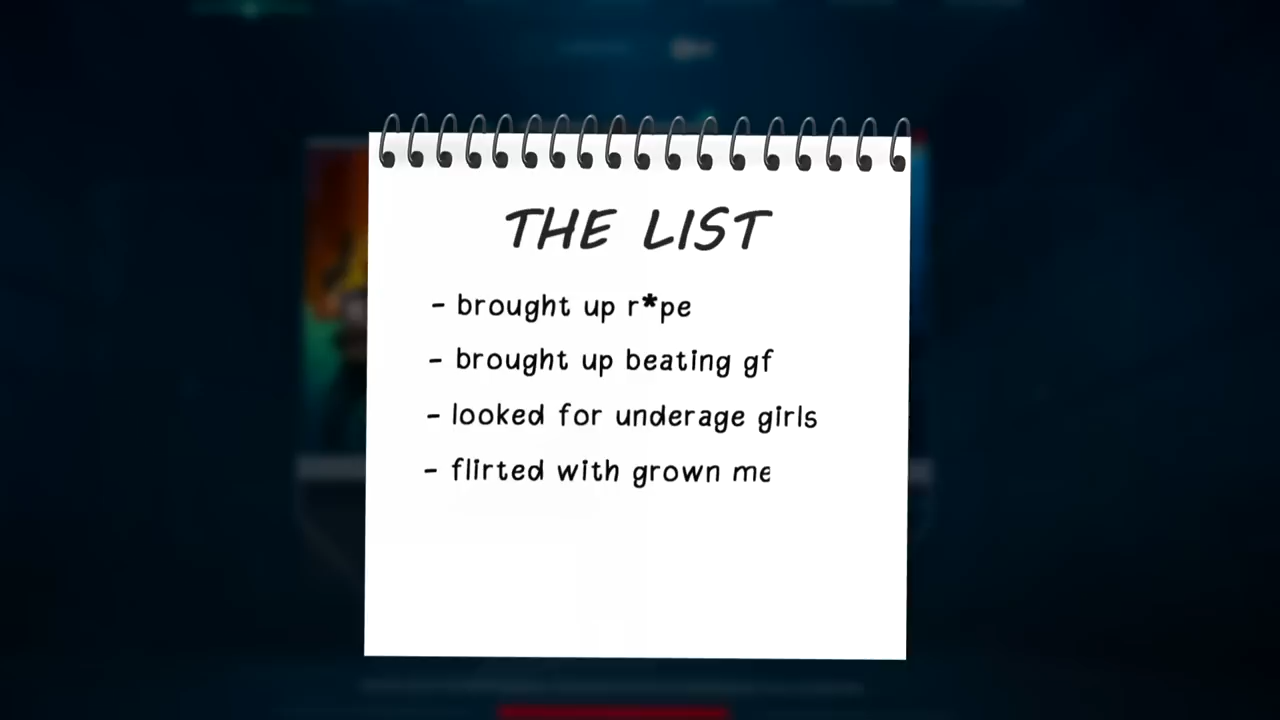 THE LIST
- brought up r*pe
- brought up beating gf
- looked for underage girls
- flirted with grown me